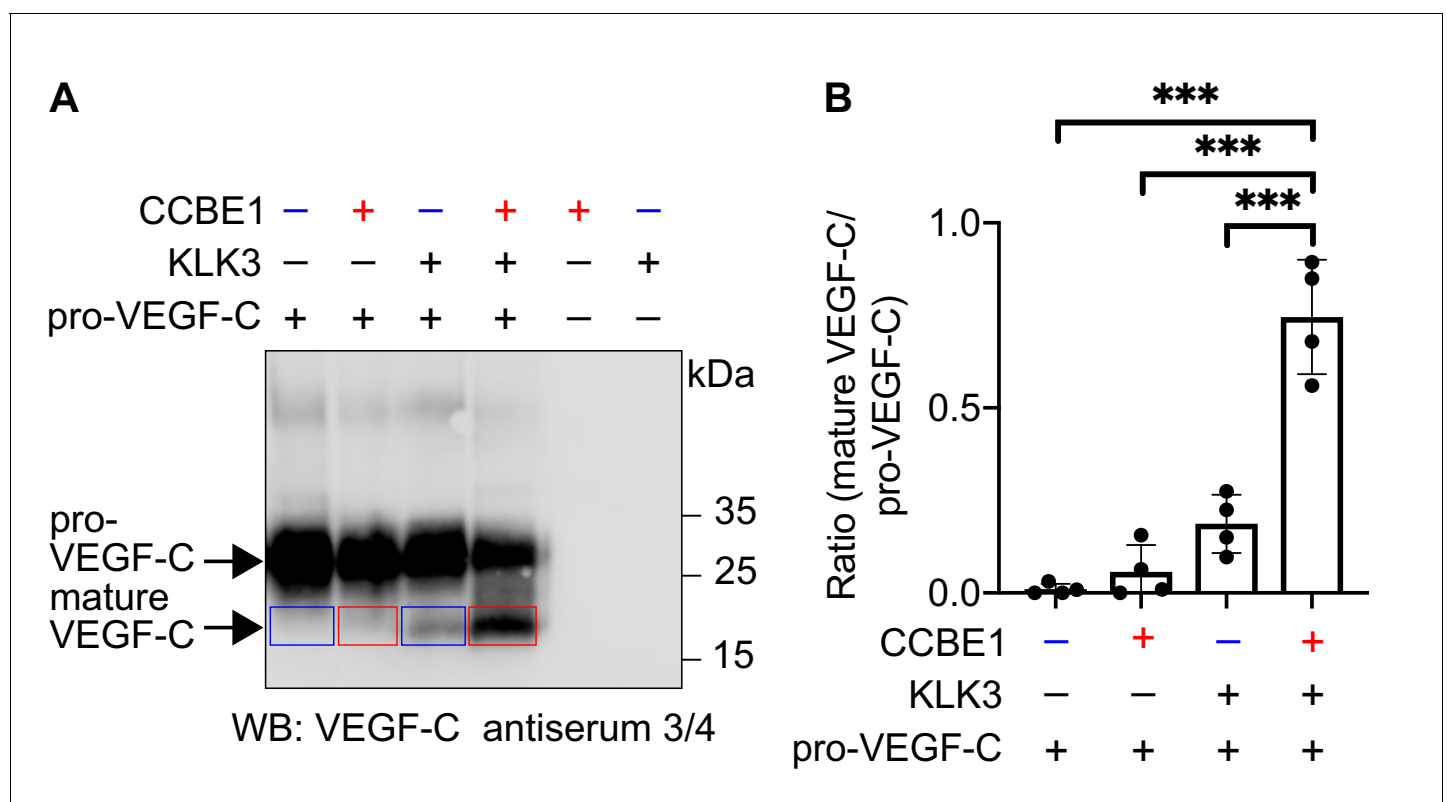 A
CCBE1 – + – + + –
KLK3 – – + + – +
pro-VEGF-C + + + + – –
kDa
35
pro-
VEGF-C
25
mature
VEGF-C
15
WB: VEGF-C antiserum 3/4
B
***
***
***
Ratio (mature VEGF-C/
pro-VEGF-C)
1.0
0.5
0.0
CCBE1 – + – +
KLK3 – – + +
pro-VEGF-C + + + +